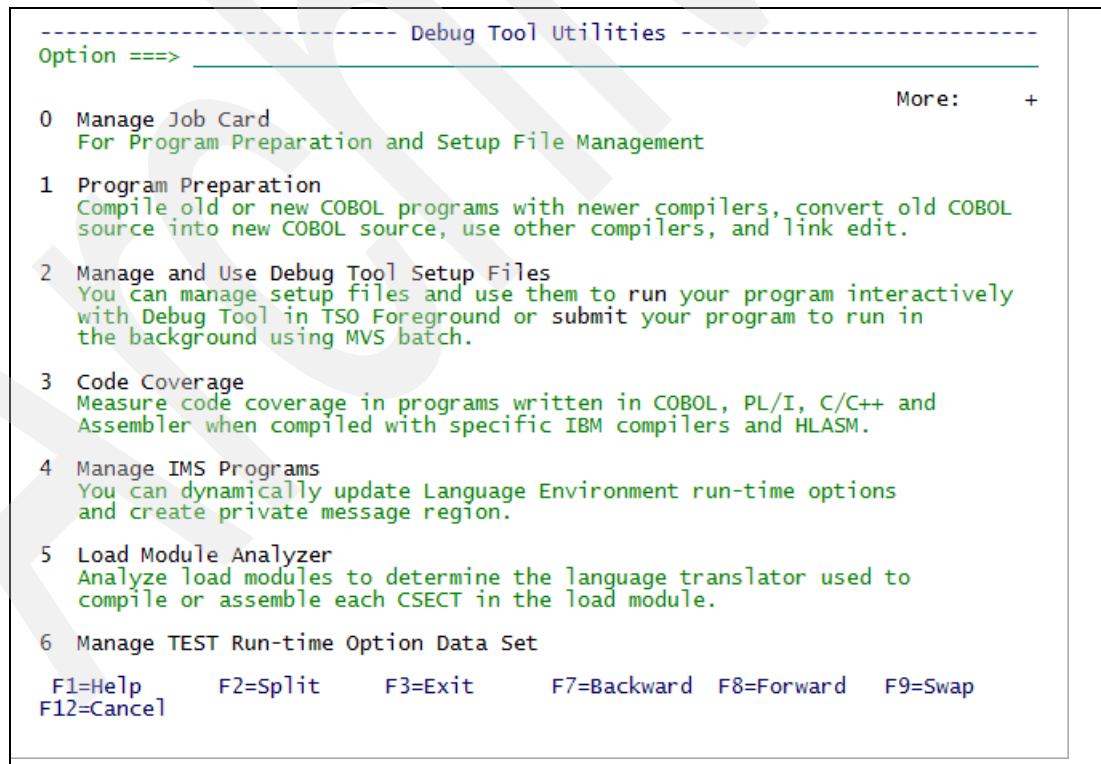 ---------------------------- Debug Tool Utilities ----------------------------
Option ===>
More:     +
0  Manage Job Card
For Program Preparation and Setup File Management
1  Program Preparation
Compile old or new COBOL programs with newer compilers, convert old COBOL
source into new COBOL source, use other compilers, and link edit.
2  Manage and Use Debug Tool Setup Files
You can manage setup files and use them to run your program interactively
with Debug Tool in TSO Foreground or submit your program to run in
the background using MVS batch.
3  Code Coverage
Measure code coverage in programs written in COBOL, PL/I, C/C++ and
Assembler when compiled with specific IBM compilers and HLASM.
4  Manage IMS Programs
You can dynamically update Language Environment run-time options
and create private message region.
5  Load Module Analyzer
Analyze load modules to determine the language translator used to
compile or assemble each CSECT in the load module.
6  Manage TEST Run-time Option Data Set
F1=Help      F2=Split     F3=Exit      F7=Backward  F8=Forward   F9=Swap
F12=Cancel